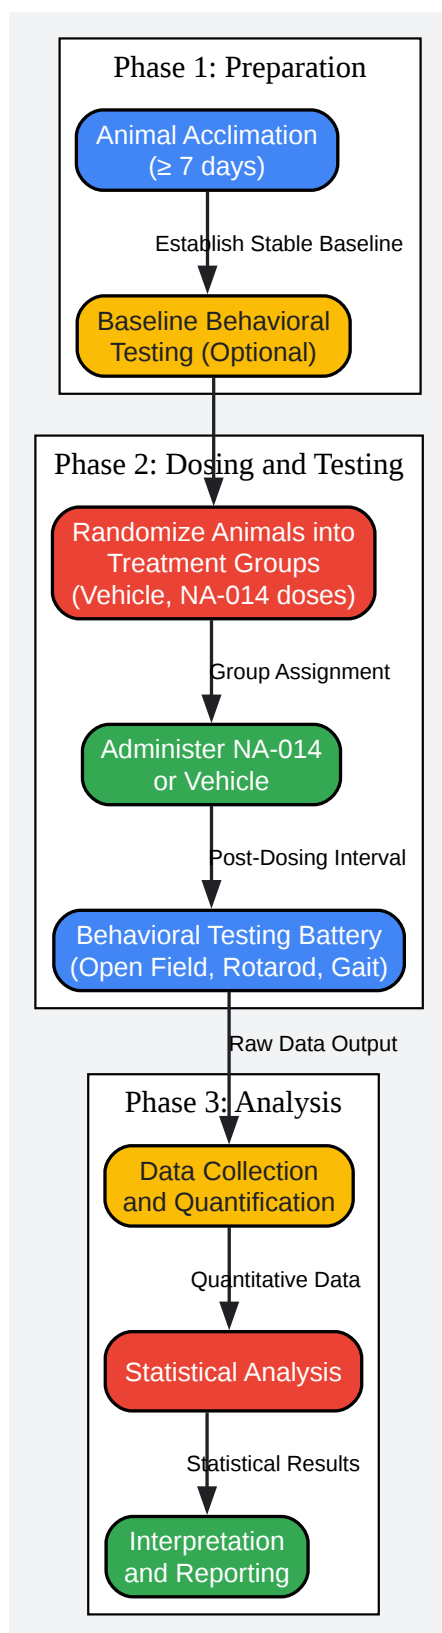 Phase 1: Preparation
Animal Acclimation
(≥ 7 days)
Establish Stable Baseline
Baseline Behavioral
Testing (Optional)
Phase 2: Dosing and Testing
Randomize Animals into
Treatment Groups
(Vehicle, NA-014 doses)
Group Assignment
Administer NA-014
or Vehicle
Post-Dosing Interval
Behavioral Testing Battery
(Open Field, Rotarod, Gait)
Raw Data Output
Phase 3: Analysis
Data Collection
and Quantification
Quantitative Data
Statistical Analysis
Statistical Results
Interpretation
and Reporting